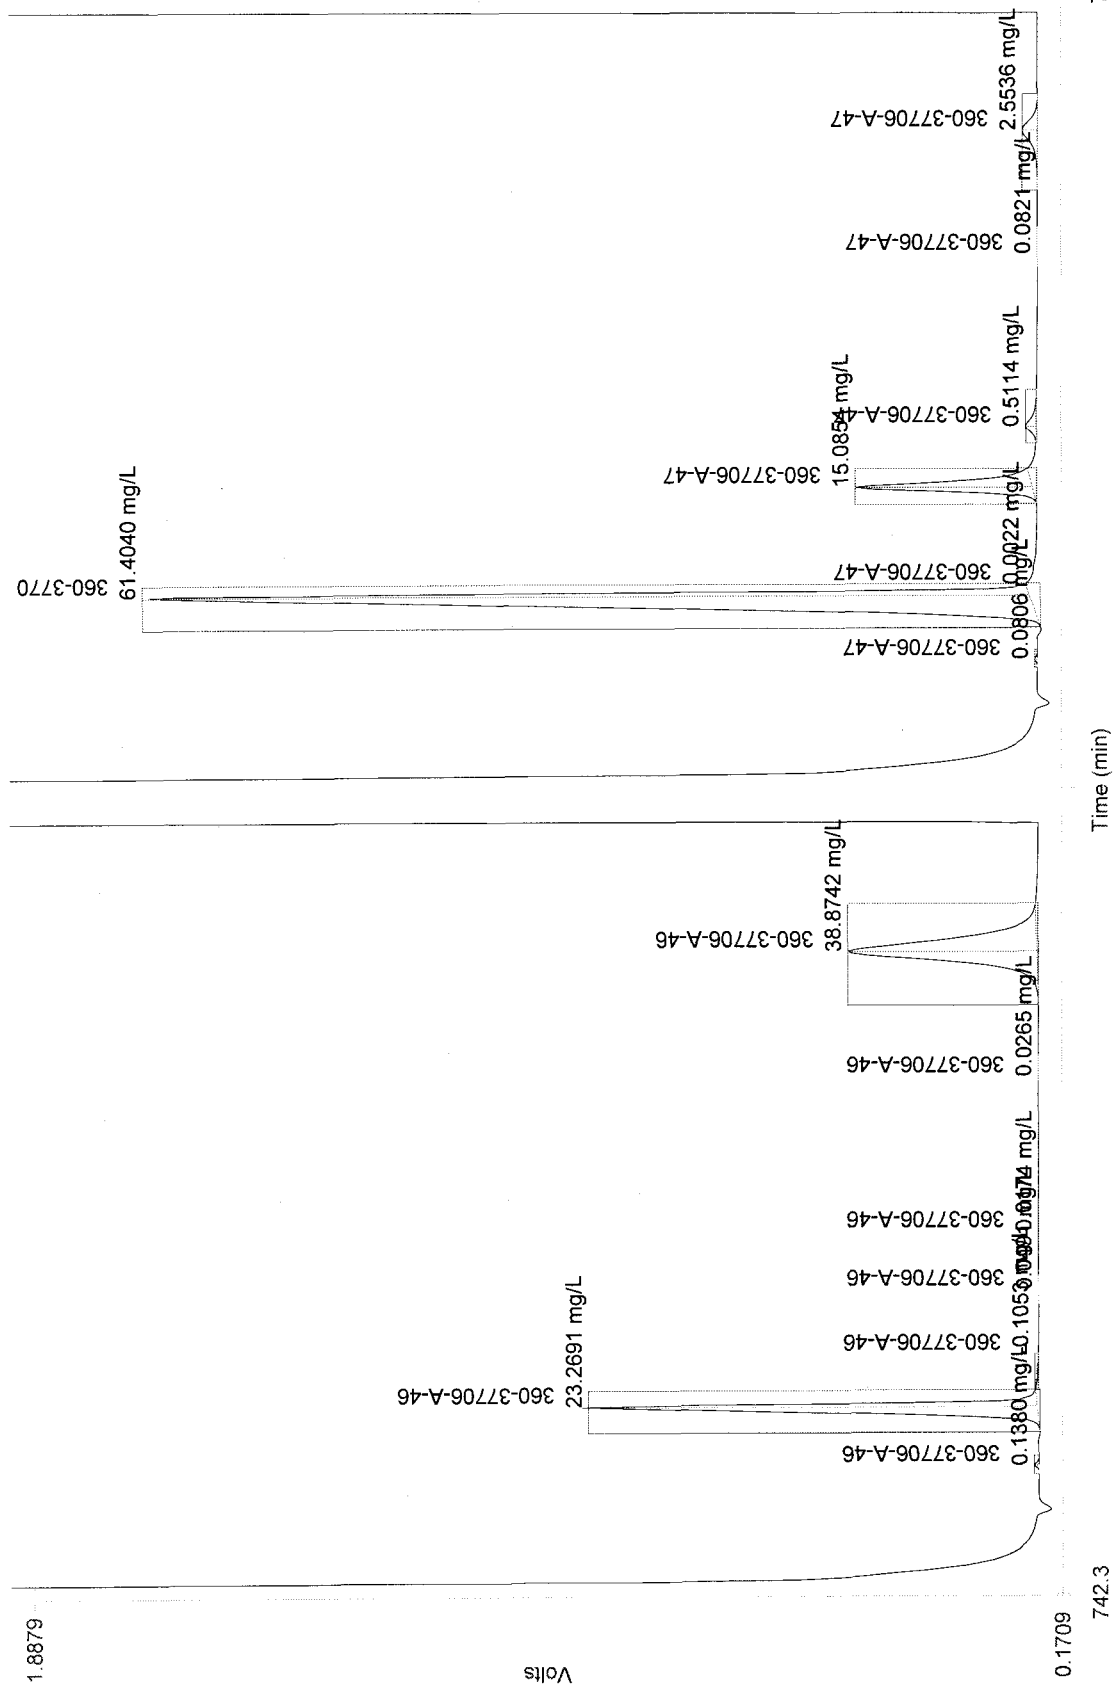 1.8879
Volts
0.1709
742.3
Time (min)
360-37706-A-46
0.1380 mg/L
360-37706-A-46
23.2691 mg/L
360-37706-A-46
0.1053 mg/L
360-37706-A-46
360-37706-A-46
0.0174 mg/L
360-37706-A-46
0.0265 mg/L
360-37706-A-46
38.8742 mg/L
360-37706-A-47
0.0806 mg/L
360-3770
61.4040 mg/L
360-37706-A-47
0.0022 mg/L
360-37706-A-47
15.0854 mg/L
360-37706-A-47
0.5114 mg/L
360-37706-A-47
0.0821 mg/L
360-37706-A-47
2.5536 mg/L